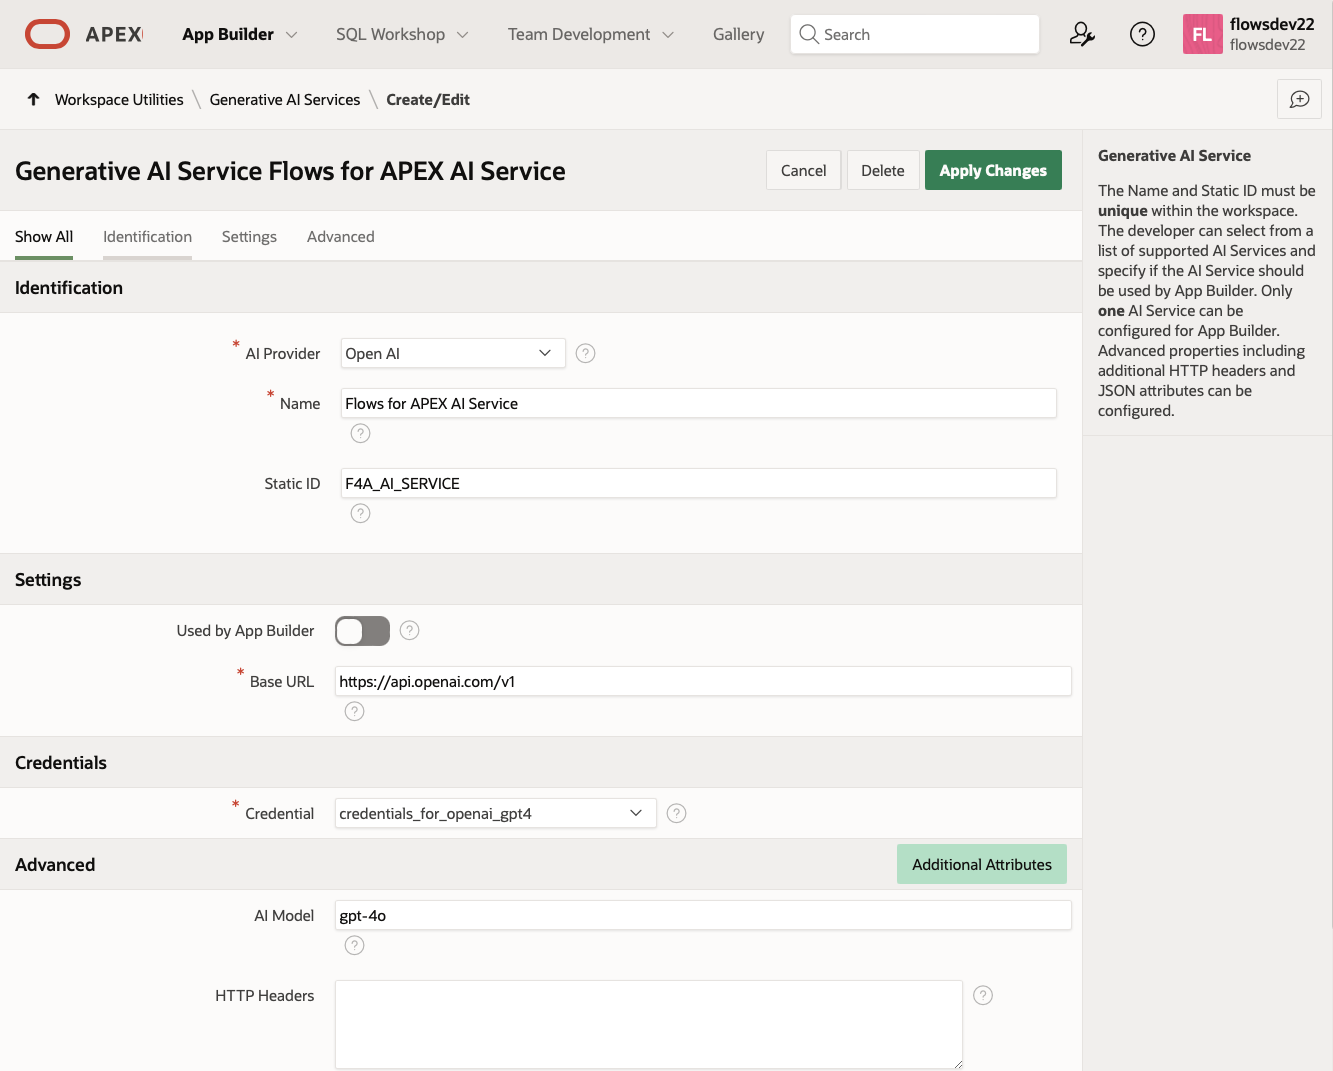 APEX App Builder SQL Workshop Team Development Gallery Search ? FL flowsdev22
flowsdev22
Workspace Utilities \ Generative AI Services \ Create/Edit
Generative AI Service Flows for APEX AI Service
Cancel Delete Apply Changes
Show All Identification Settings Advanced
Identification
* AI Provider Open AI ?
* Name Flows for APEX AI Service
?
Static ID F4A_AI_SERVICE
?
Settings
Used by App Builder ?
* Base URL https://api.openai.com/v1
?
Credentials
* Credential credentials_for_openai_gpt4 ?
Advanced Additional Attributes
AI Model gpt-4o
?
HTTP Headers ?
Generative AI Service
The Name and Static ID must be
unique within the workspace.
The developer can select from a
list of supported AI Services and
specify if the AI Service should
be used by App Builder. Only
one AI Service can be
configured for App Builder.
Advanced properties including
additional HTTP headers and
JSON attributes can be
configured.